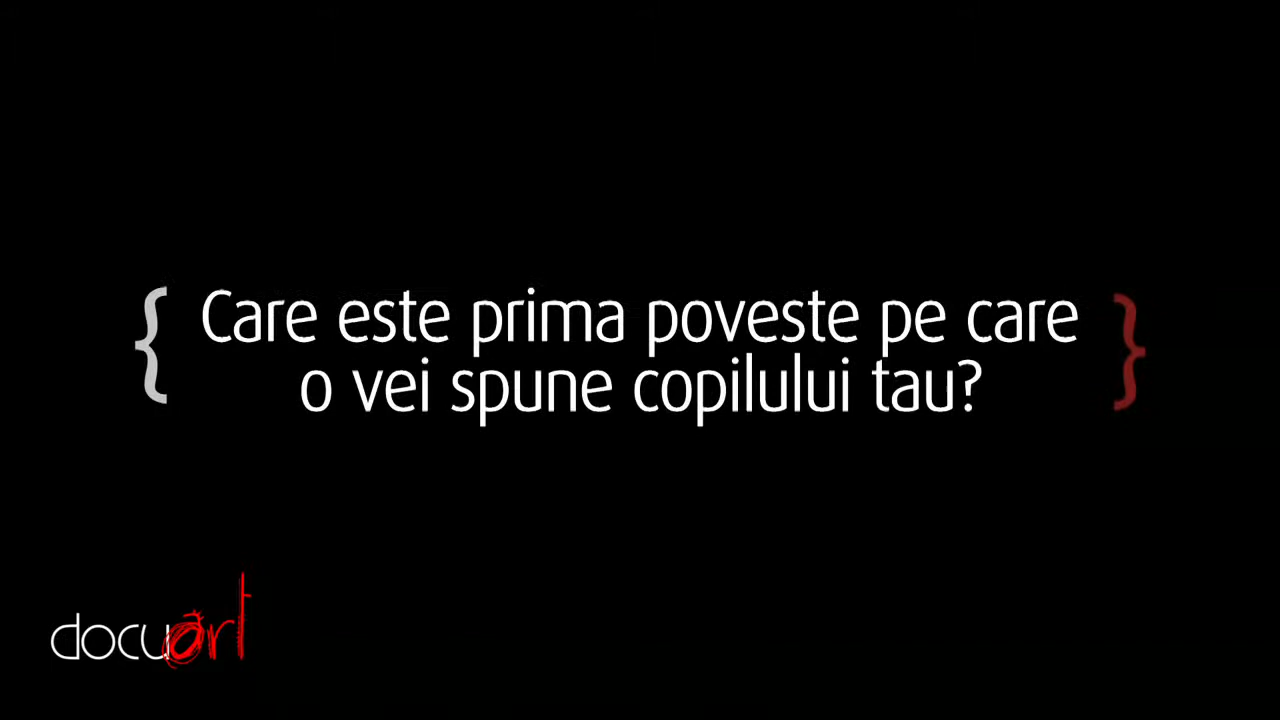 { Care este prima poveste pe care }
o vei spune copilului tau?
docuart